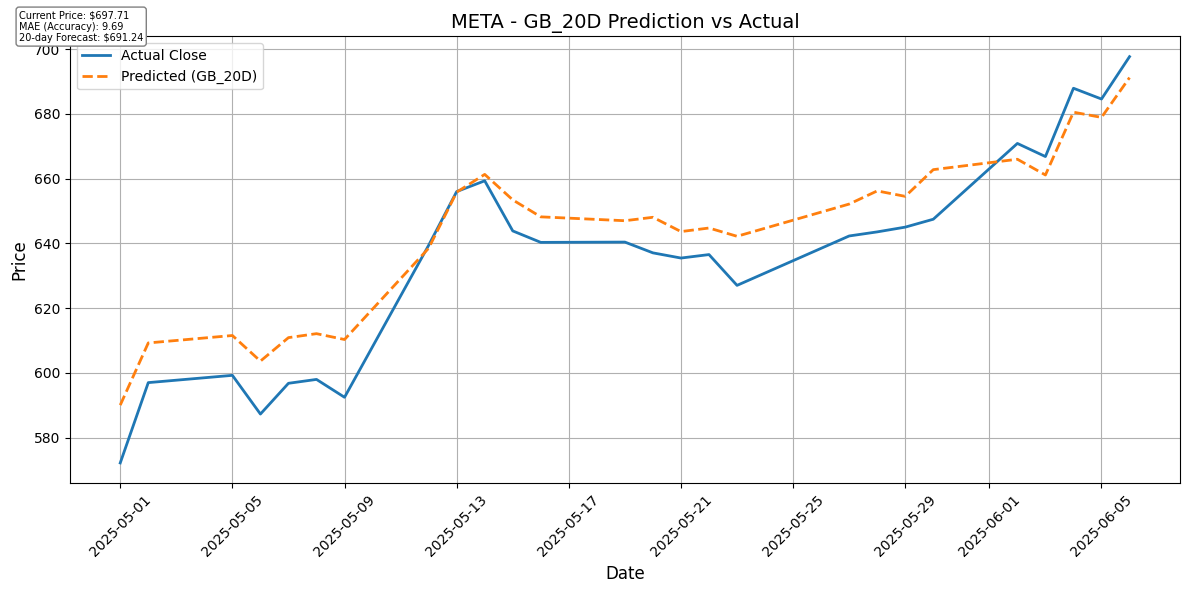 META - GB_20D Prediction vs Actual
Current Price: $697.71
MAE (Accuracy): 9.69
20-day Forecast: $691.24
Actual Close
Predicted (GB_20D)
Price
700
680
660
640
620
600
580
2025-05-01
2025-05-05
2025-05-09
2025-05-13
2025-05-17
2025-05-21
2025-05-25
2025-05-29
2025-06-01
2025-06-05
Date